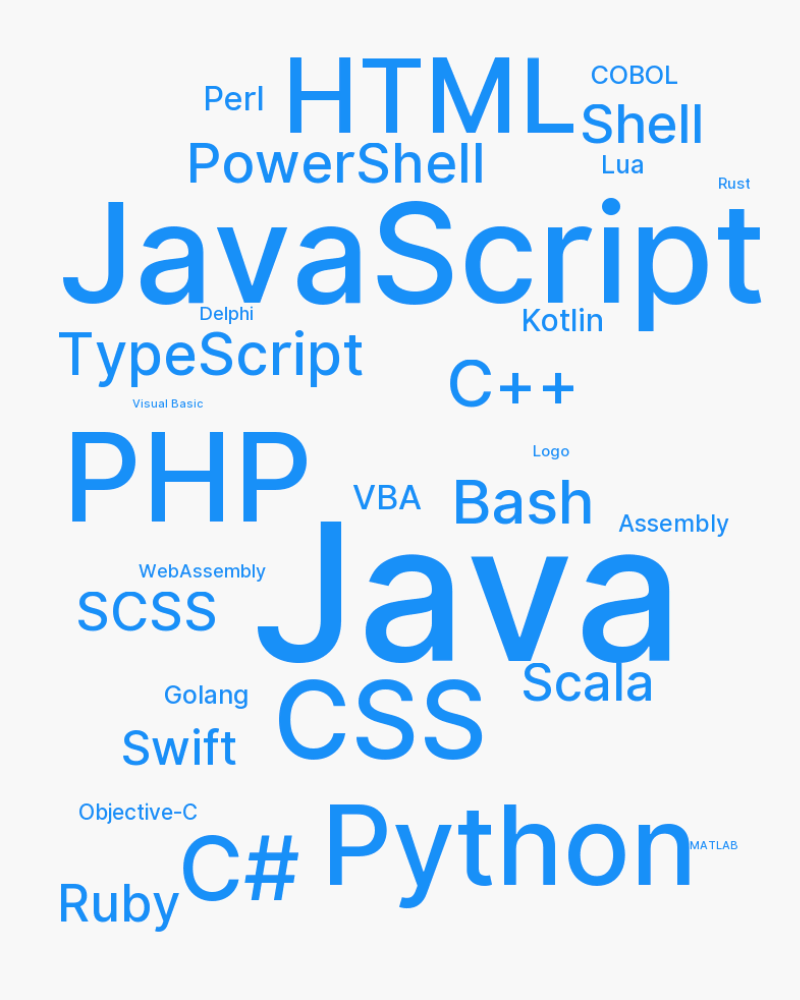 HTML
COBOL
Perl
Shell
PowerShell
Lua
Rust
JavaScript
Delphi
Kotlin
TypeScript
C++
Visual Basic
PHP
Logo
VBA
Bash
Assembly
Java
WebAssembly
SCSS
Scala
Golang
CSS
Swift
Objective-C
Python
MATLAB
C#
Ruby